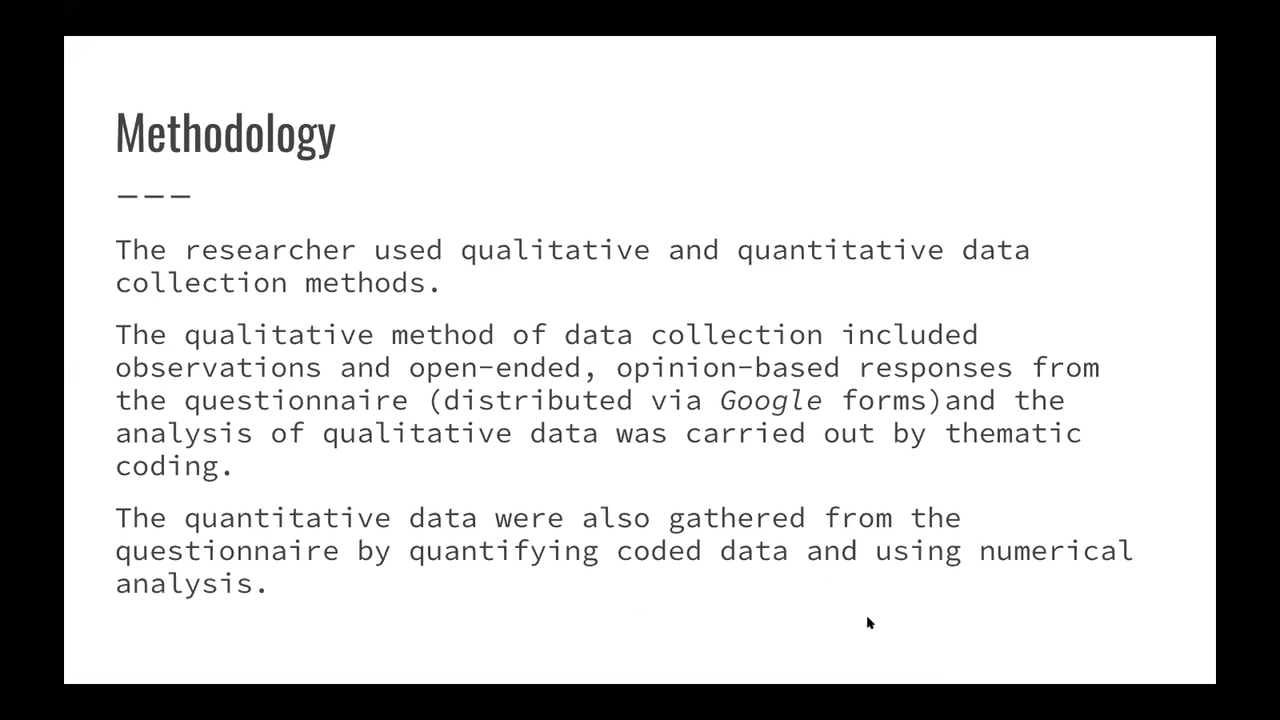 Methodology
The researcher used qualitative and quantitative data
collection methods.
The qualitative method of data collection included
observations and open-ended, opinion-based responses from
the questionnaire (distributed via Google forms)and the
analysis of qualitative data was carried out by thematic
coding.
The quantitative data were also gathered from the
questionnaire by quantifying coded data and using numerical
analysis.